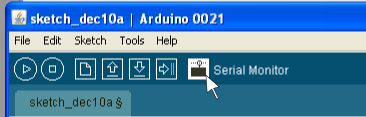 sketch_dec10a | Arduino 0021
File Edit Sketch Tools Help
Serial Monitor
sketch_dec10a §